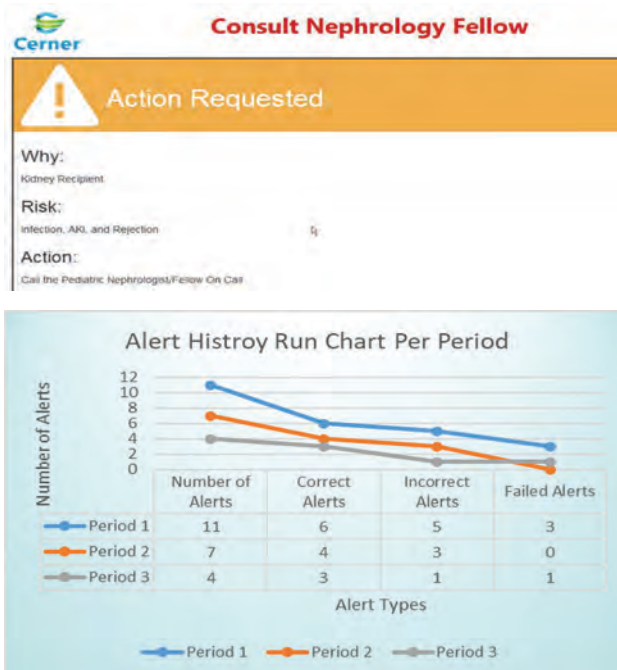 Cerner
Consult Nephrology Fellow
Action Requested
Why:
Kidney Recipient
Risk:
Infection, AKI, and Rejection
Action:
Call the Pediatric Nephrologist/Fellow On Call
Alert Histroy Run Chart Per Period
Number of Alerts
12
10
8
6
4
2
0
Number of Alerts Correct Alerts Incorrect Alerts Failed Alerts
Period 1 11 6 5 3
Period 2 7 4 3 0
Period 3 4 3 1 1
Alert Types
Period 1 Period 2 Period 3